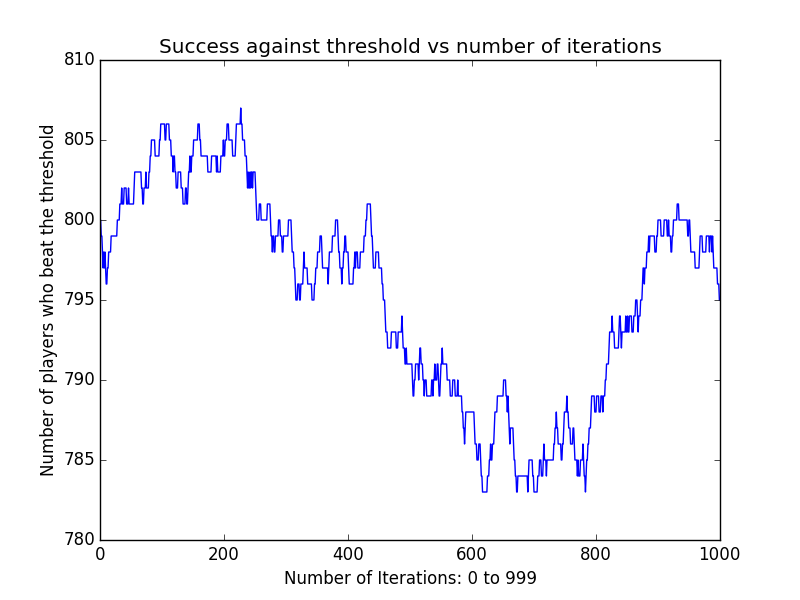 Success against threshold vs number of iterations
810
805
800
795
790
785
780
Number of players who beat the threshold
0 200 400 600 800 1000
Number of Iterations: 0 to 999